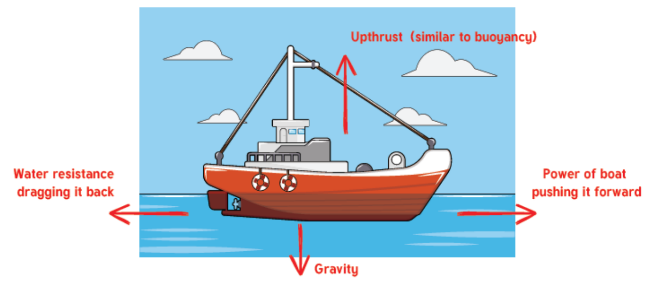 Upthrust (similar to buoyancy)
Water resistance
dragging it back
Power of boat
pushing it forward
Gravity